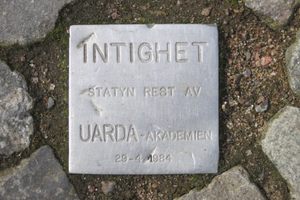 INTIGHET
STATYN REST AV
UARDA-AKADEMIEN
29-4 1984